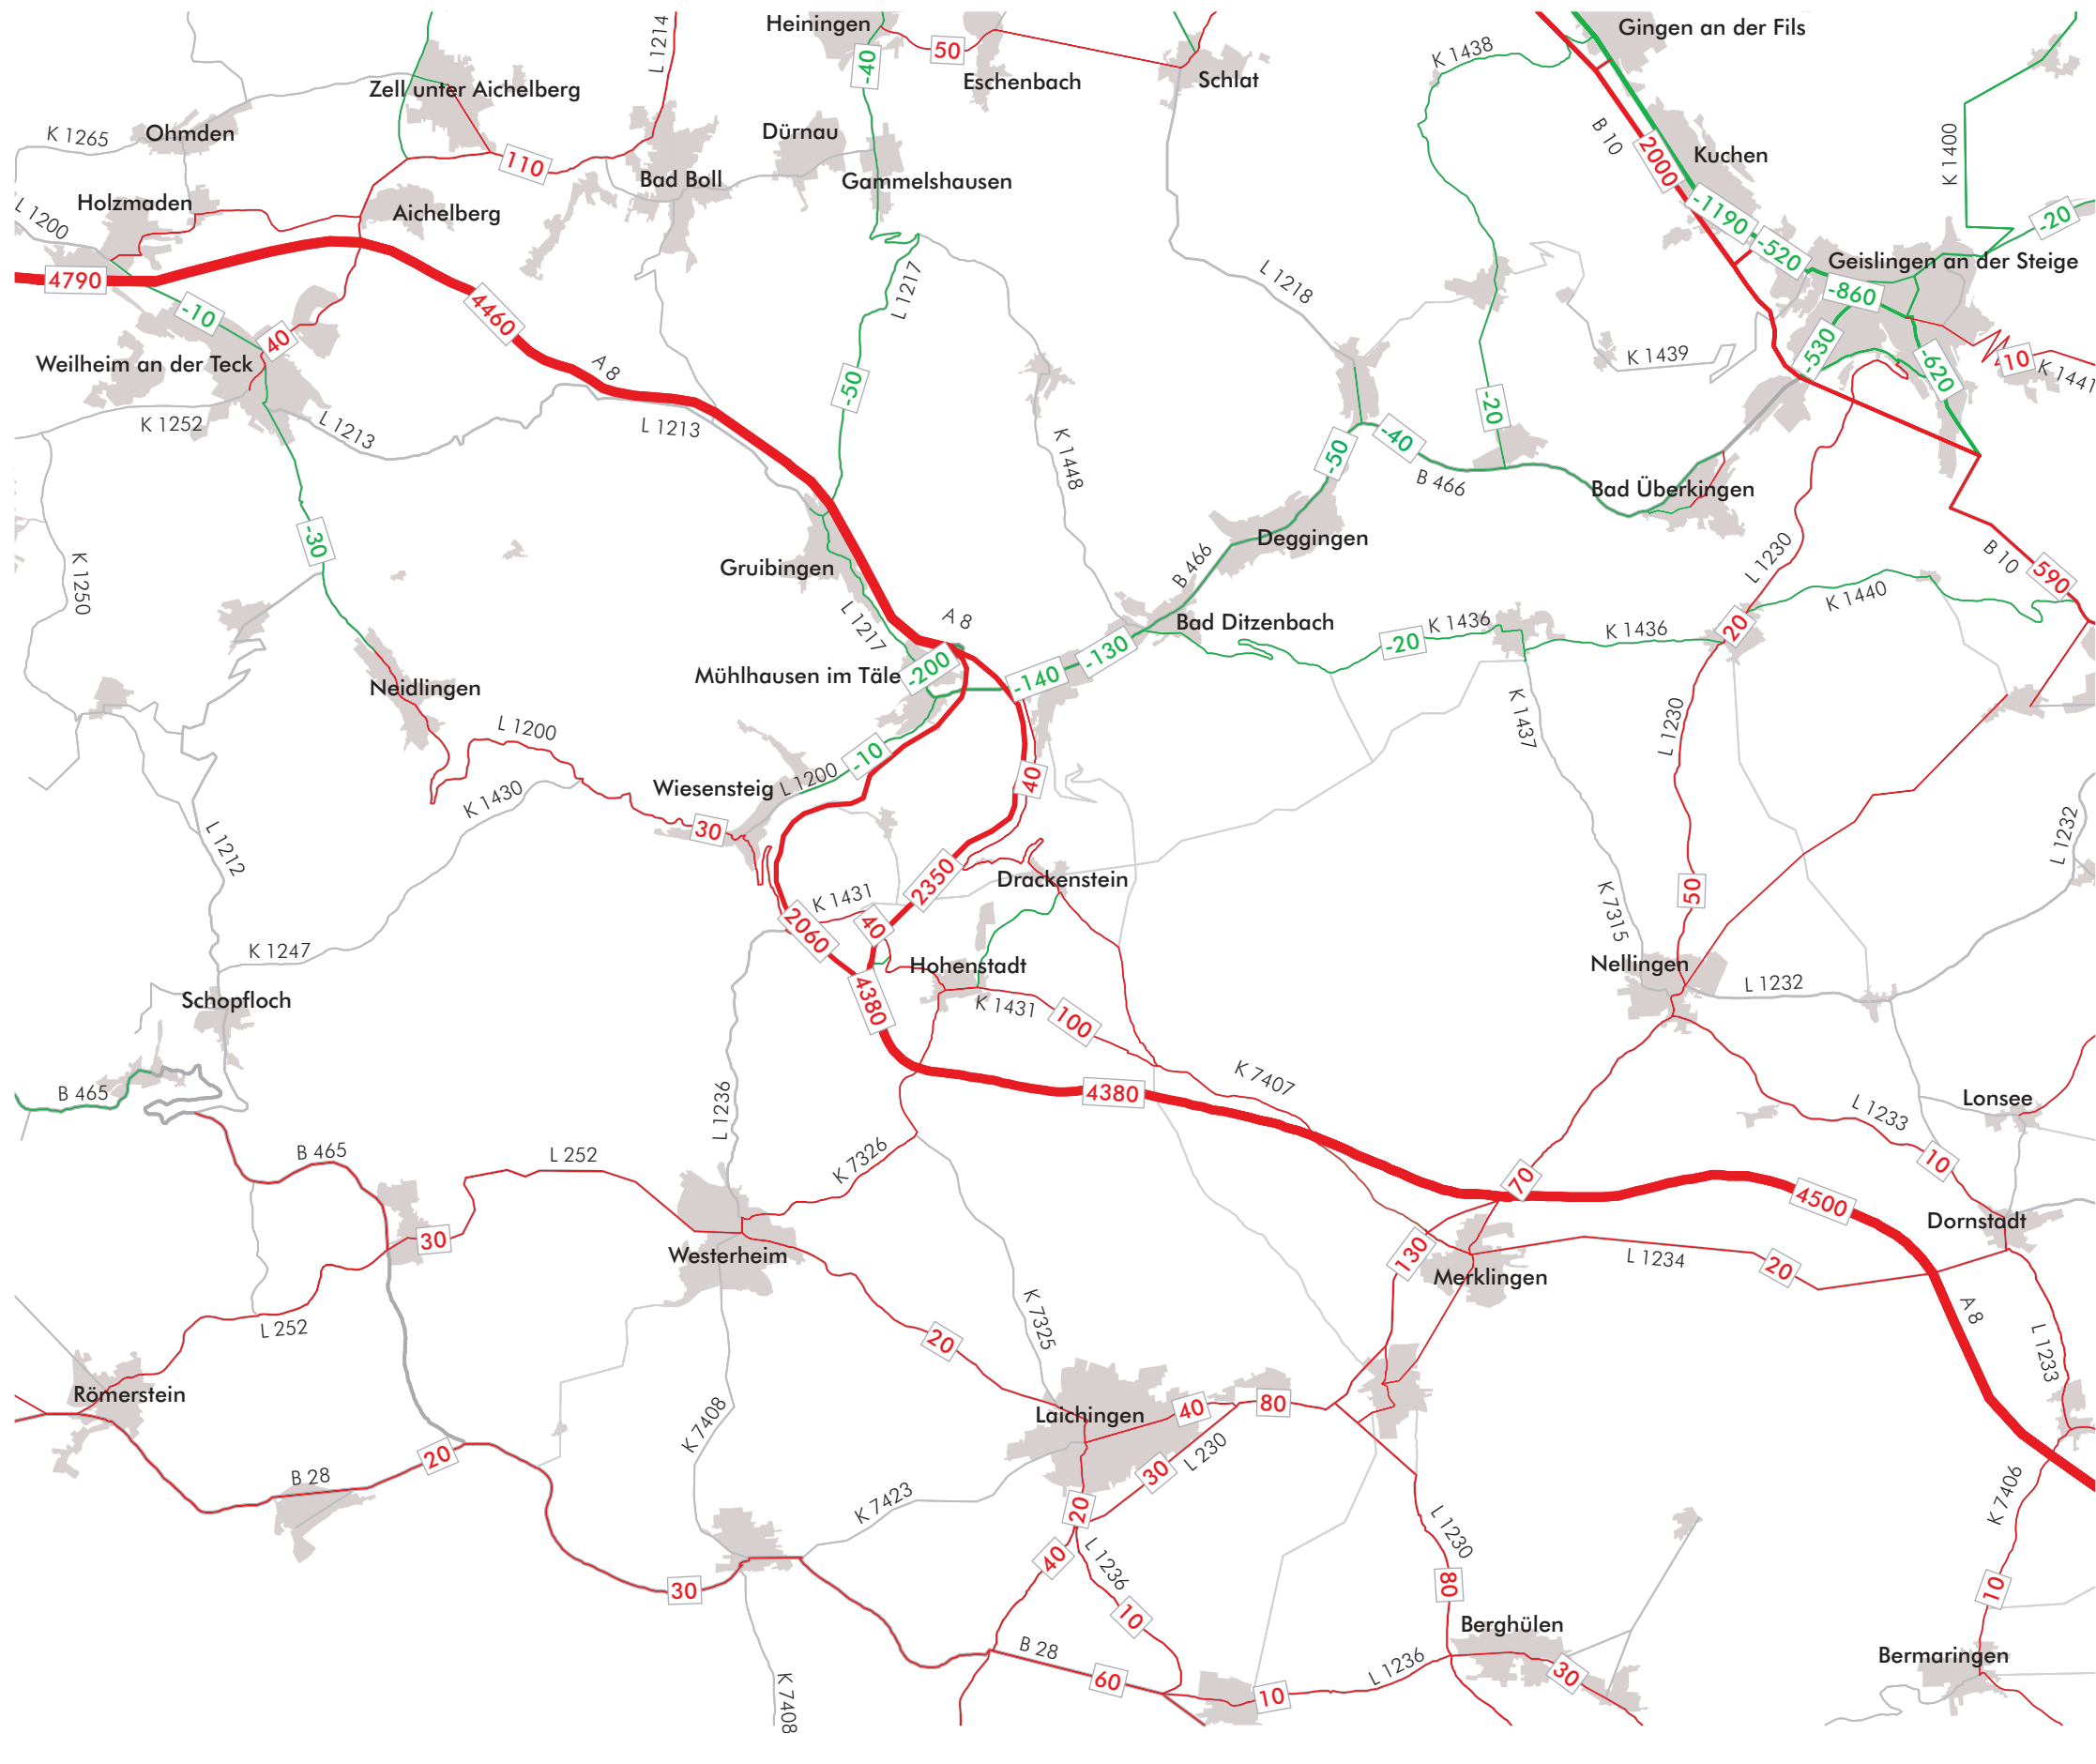 Heiningen
Gingen an der Fils
L 1214
50
-40
Eschenbach
Schlat
K 1438
Zell unter Aichelberg
K 1265
Ohmden
Dürnau
B 10
2000
Kuchen
K 1400
110
Bad Boll
Gammelshausen
Holzmaden
L 1200
Aichelberg
-1190
-20
-520
Geislingen an der Steige
4790
-10
4460
L 1217
L 1218
-860
40
Weilheim an der Teck
A 8
K 1439
-530
-620
10
K 1441
-50
-20
K 1252
L 1213
L 1213
K 1448
-50
-40
B 466
Bad Überkingen
-30
Deggingen
K 1250
Gruibingen
B 466
L 1230
B 10
590
L 1217
A 8
Bad Ditzenbach
K 1436
-20
K 1436
20
K 1440
Mühlhausen im Täle
-200
-140
-130
Neidlingen
L 1200
K 1437
L 1230
Wiesensteig
L 1200
-10
40
K 1430
30
L 1212
L 1232
Drackenstein
2350
50
K 1431
40
2060
K 7315
K 1247
Hohenstadt
Nellingen
4380
K 1431
100
L 1232
Schopfloch
B 465
4380
K 7407
L 1236
Lonsee
L 1233
B 465
L 252
K 7326
10
70
4500
30
Westerheim
130
Merklingen
L 1234
20
Dornstadt
L 252
K 7325
20
A 8
L 1233
Römerstein
K 7408
Laichingen
40
80
B 28
20
L 230
30
K 7423
20
K 7406
L 1236
40
L 1230
30
80
10
10
B 28
60
Berghülen
Bermaringen
L 1236
10
30
K 7408